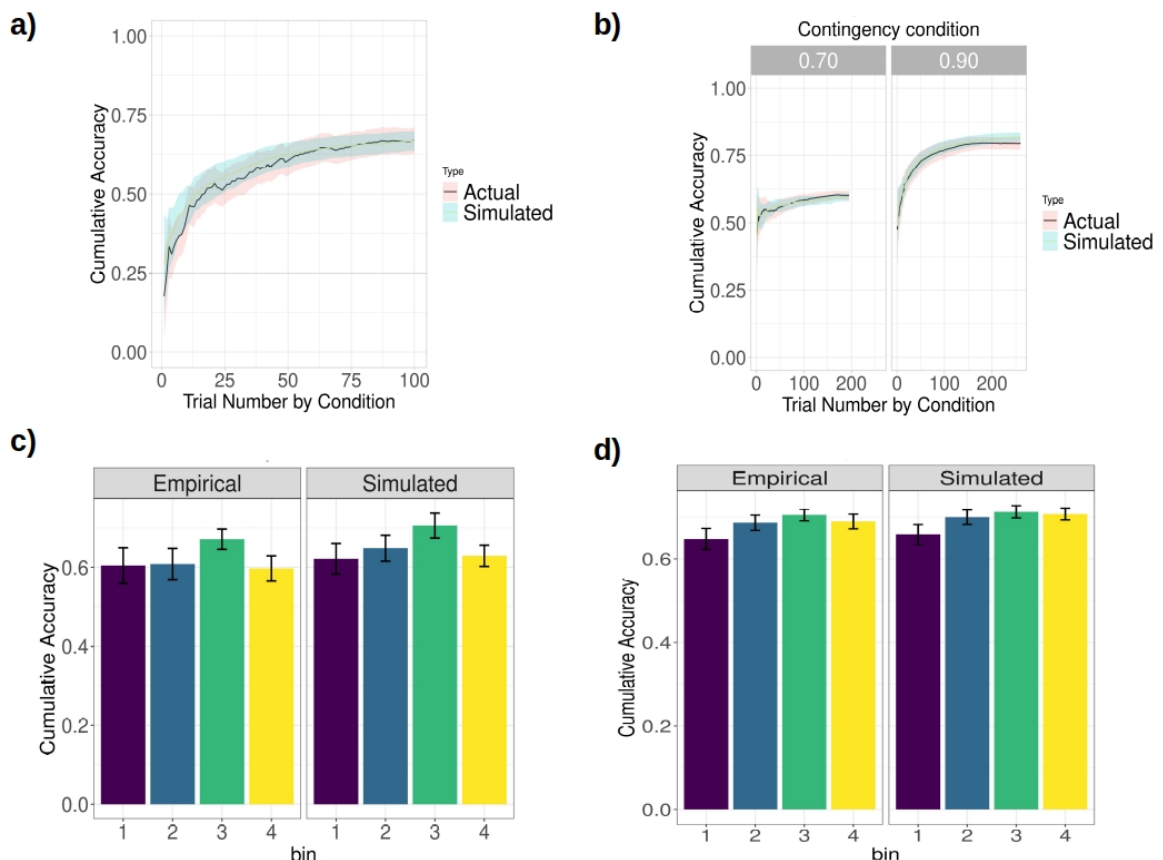 a)
1.00
0.75
0.50
0.25
0.00
Cumulative Accuracy
0 25 50 75 100
Trial Number by Condition
Type
Actual
Simulated
b)
Contingency condition
0.70 0.90
1.00
0.75
0.50
0.25
0.00
Cumulative Accuracy
0 100 200 0 100 200
Trial Number by Condition
Type
Actual
Simulated
c)
Empirical Simulated
0.6
0.4
0.2
0.0
Cumulative Accuracy
1 2 3 4 1 2 3 4
bin
d)
Empirical Simulated
0.6
0.4
0.2
0.0
Cumulative Accuracy
1 2 3 4 1 2 3 4
bin